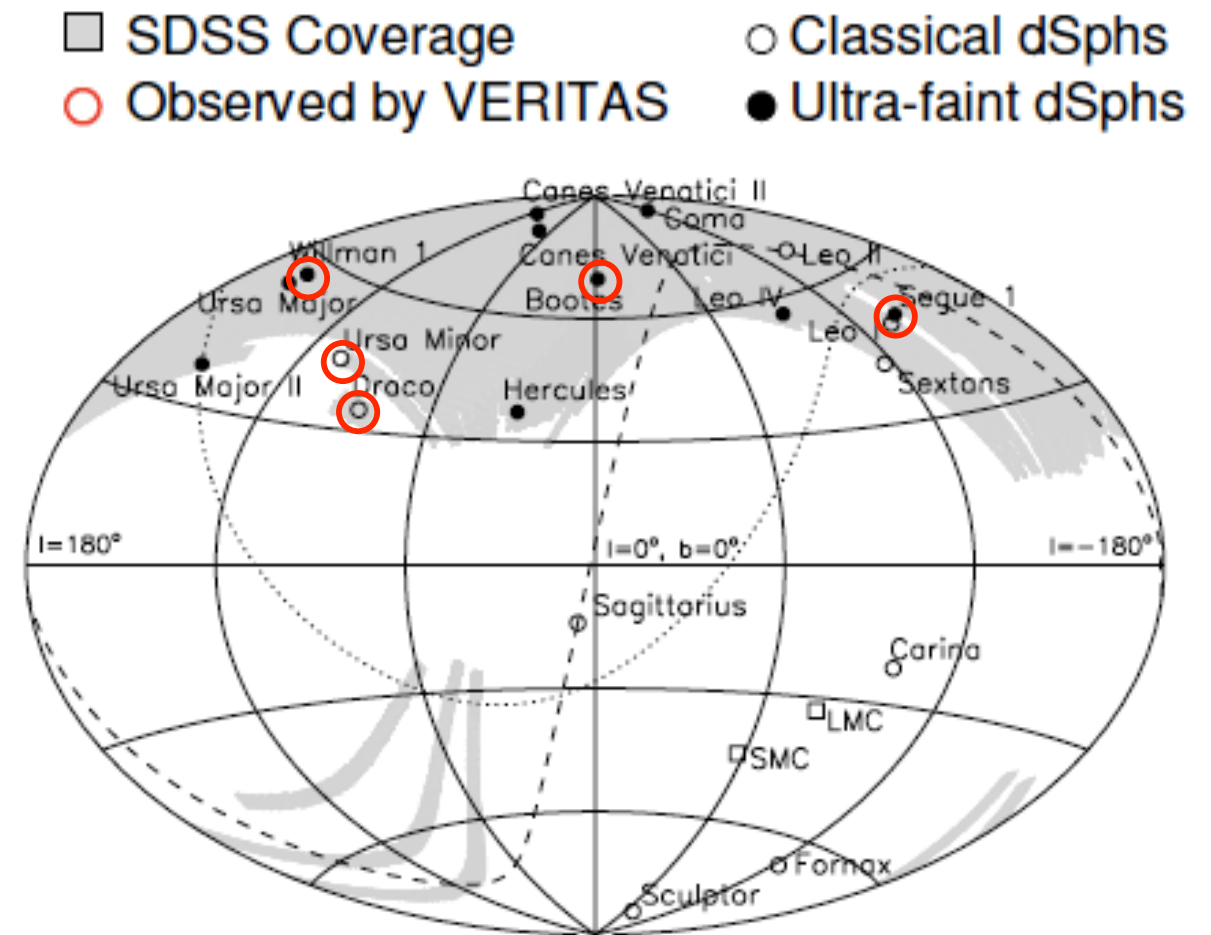 SDSS Coverage
Classical dSphs
Observed by VERITAS
Ultra-faint dSphs
Canes Venatici II
Coma
Willman 1
Canes Venatici
Leo II
Ursa Major
Bootes
Leo IV
Segue 1
Ursa Minor
Leo I
Ursa Major II
Draco
Hercules
Sextans
l=180°
l=0°, b=0°
l=-180°
Sagittarius
Carina
LMC
SMC
Fornax
Sculptor